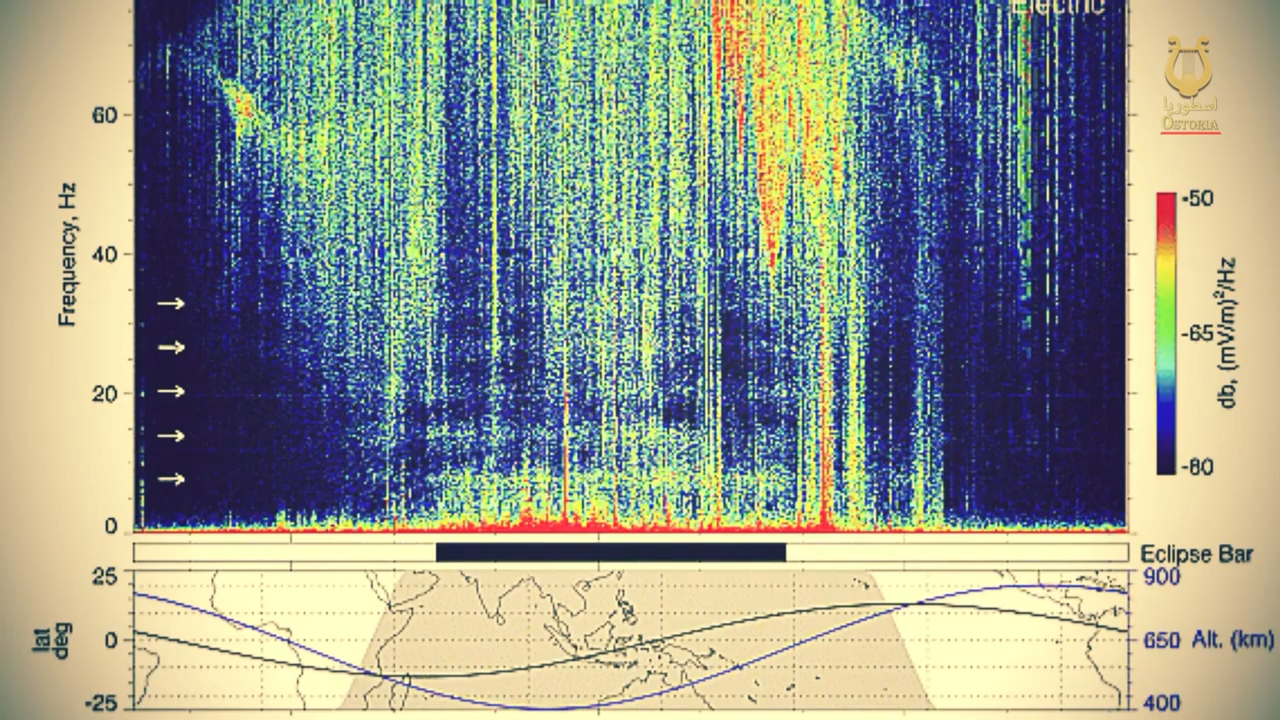 Electric
اسطوريا
OSTORIA
60
40
20
0
Frequency, Hz
-50
-65
-80
db, (mV/m)²/Hz
Eclipse Bar
25
0
-25
lat
deg
900
650
400
Alt. (km)